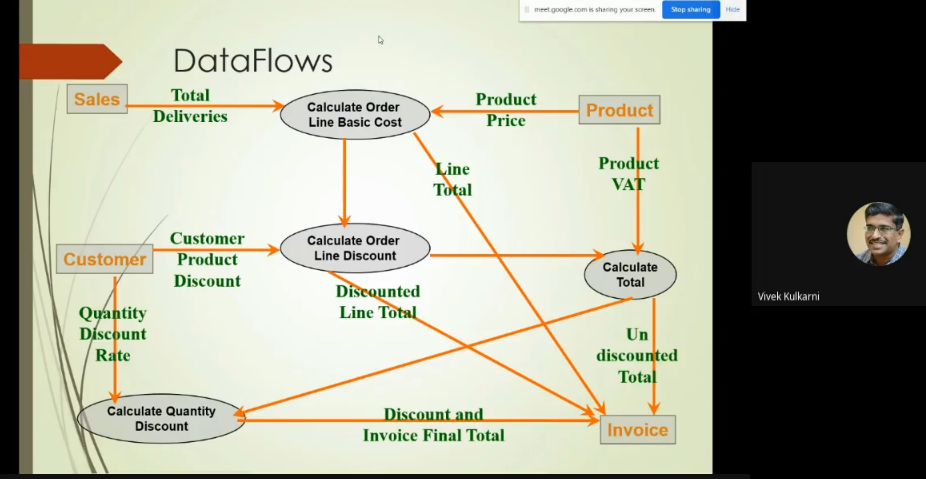 meet.google.com is sharing your screen.
Stop sharing
Hide
DataFlows
Sales
Total
Deliveries
Calculate Order
Line Basic Cost
Product
Price
Product
Line
Total
Product
VAT
Customer
Customer
Product
Discount
Calculate Order
Line Discount
Calculate
Total
Discounted
Line Total
Quantity
Discount
Rate
Un
discounted
Total
Calculate Quantity
Discount
Discount and
Invoice Final Total
Invoice
Vivek Kulkarni